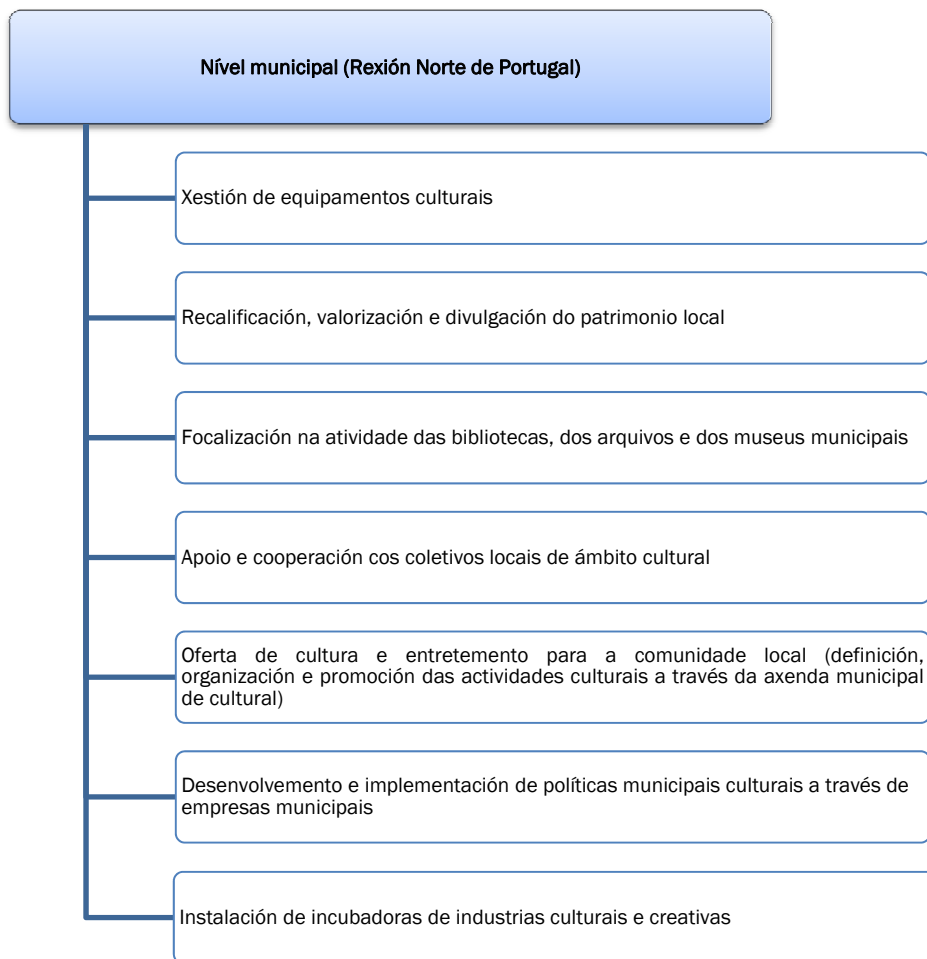 Nível municipal (Rexión Norte de Portugal)
Xestión de equipamentos culturais
Recalificación, valorización e divulgación do patrimonio local
Focalización na atividade das bibliotecas, dos arquivos e dos museus municipais
Apoio e cooperación cos coletivos locais de ámbito cultural
Oferta de cultura e entretemento para a comunidade local (definición,
organización e promoción das actividades culturais a través da axenda municipal
de cultural)
Desenvolvemento e implementación de políticas municipais culturais a través de
empresas municipais
Instalación de incubadoras de industrias culturais e creativas